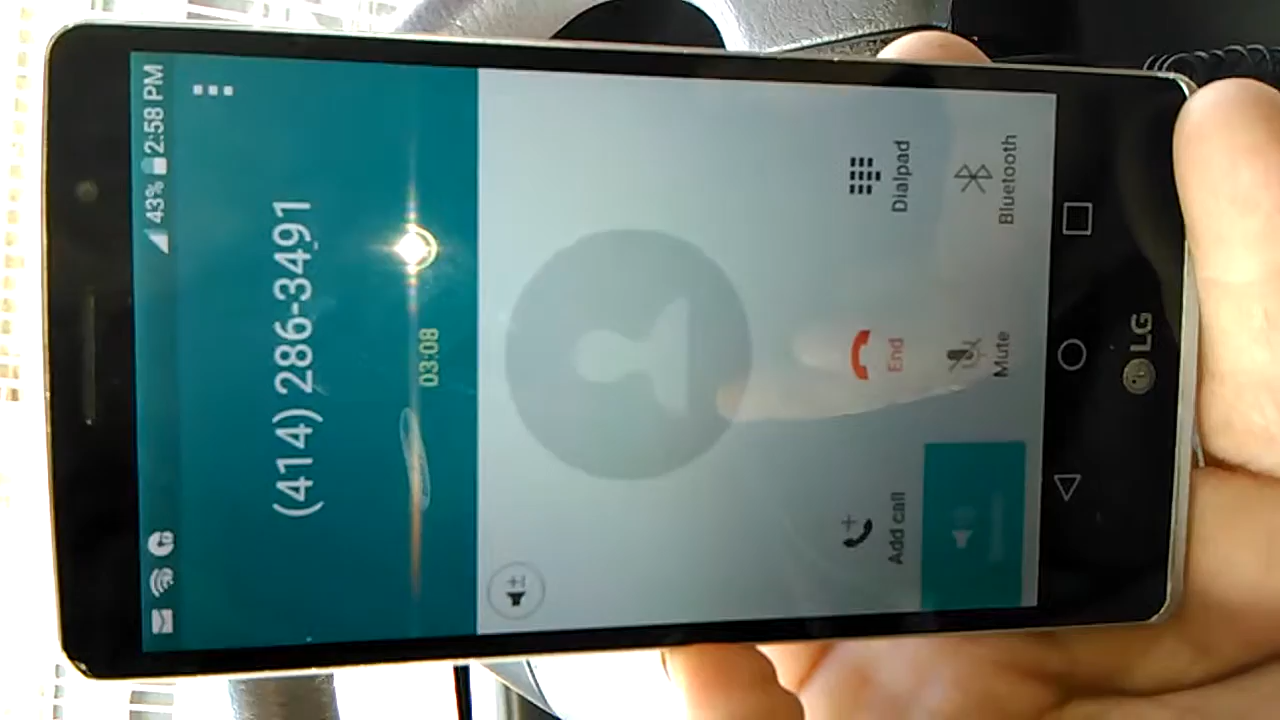 43% 2:58 PM
(414) 286-3491
03:08
Add call
End
Dialpad
Mute
Bluetooth
LG